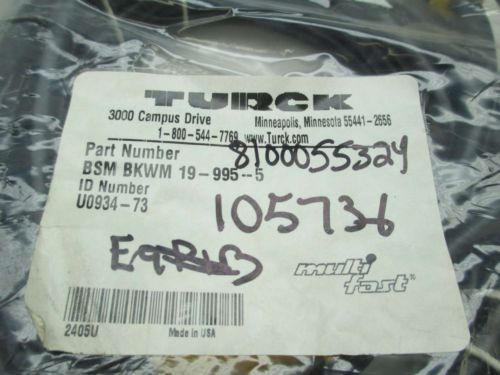 TURCK
3000 Campus Drive Minneapolis, Minnesota 55441-2656
1-800-544-7769 www.Turck.com
Part Number 8100055324
BSM BKWM 19-995--5
ID Number
U0934-73
105736
multi
fast®
2405U Made in USA